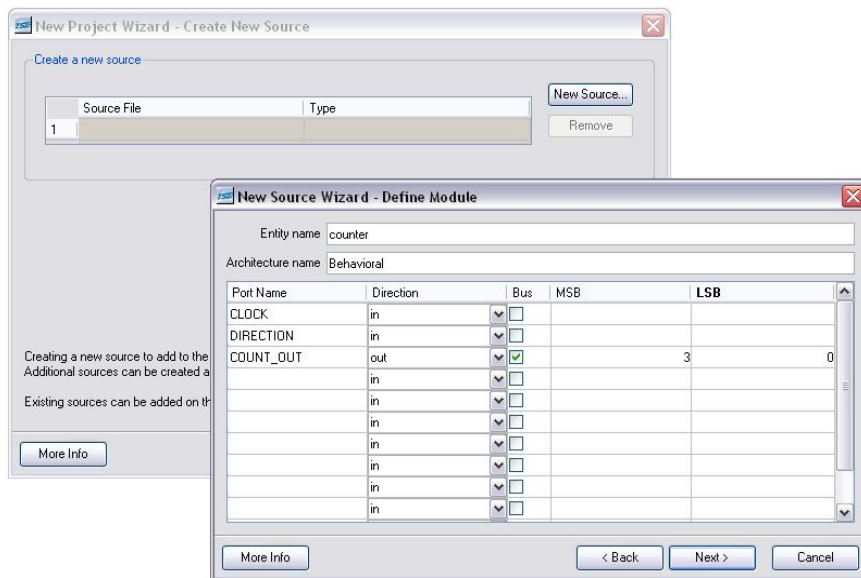 New Project Wizard - Create New Source
Create a new source
Source File Type
1
New Source...
Remove
Creating a new source to add to the
Additional sources can be created a
Existing sources can be added on th
More Info
New Source Wizard - Define Module
Entity name counter
Architecture name Behavioral
Port Name Direction Bus MSB LSB
CLOCK in
DIRECTION in
COUNT_OUT out 3 0
in
in
in
in
in
in
in
More Info < Back Next > Cancel